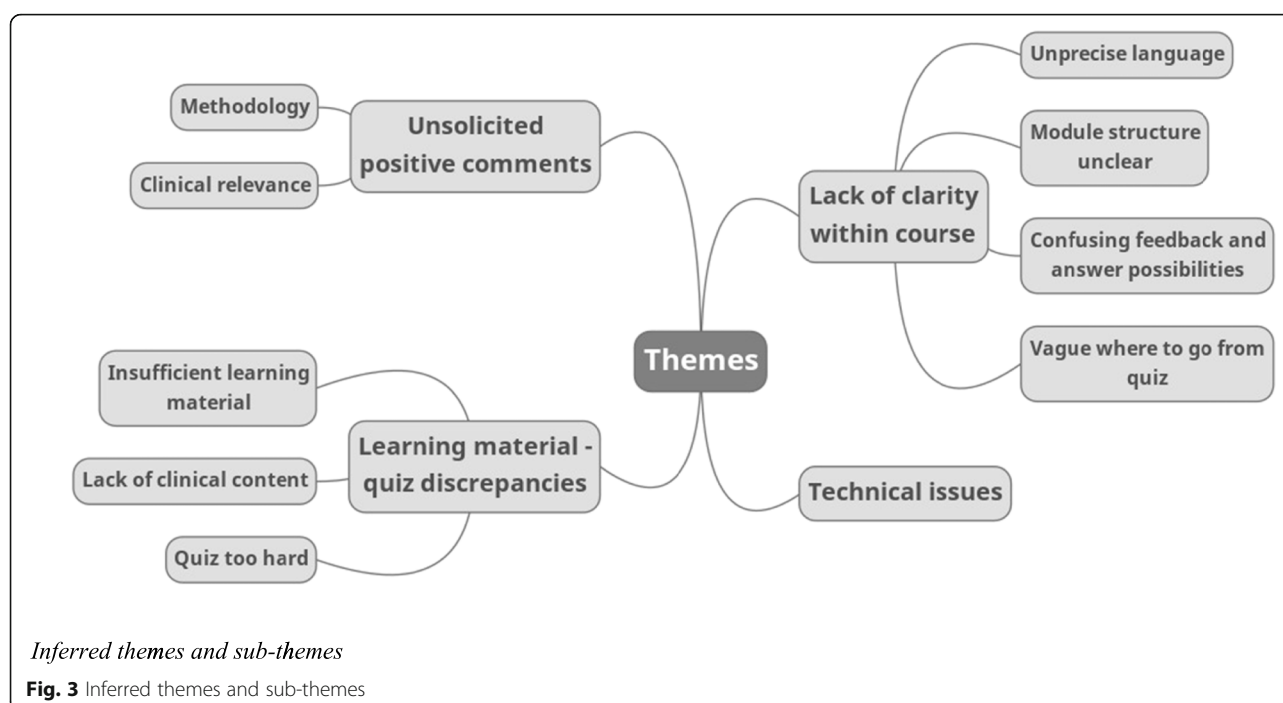 Unsolicited
positive comments
Methodology
Clinical relevance
Learning material -
quiz discrepancies
Insufficient learning
material
Lack of clinical content
Quiz too hard
Themes
Lack of clarity
within course
Unprecise language
Module structure
unclear
Confusing feedback and
answer possibilities
Vague where to go from
quiz
Technical issues
Inferred themes and sub-themes
Fig. 3 Inferred themes and sub-themes